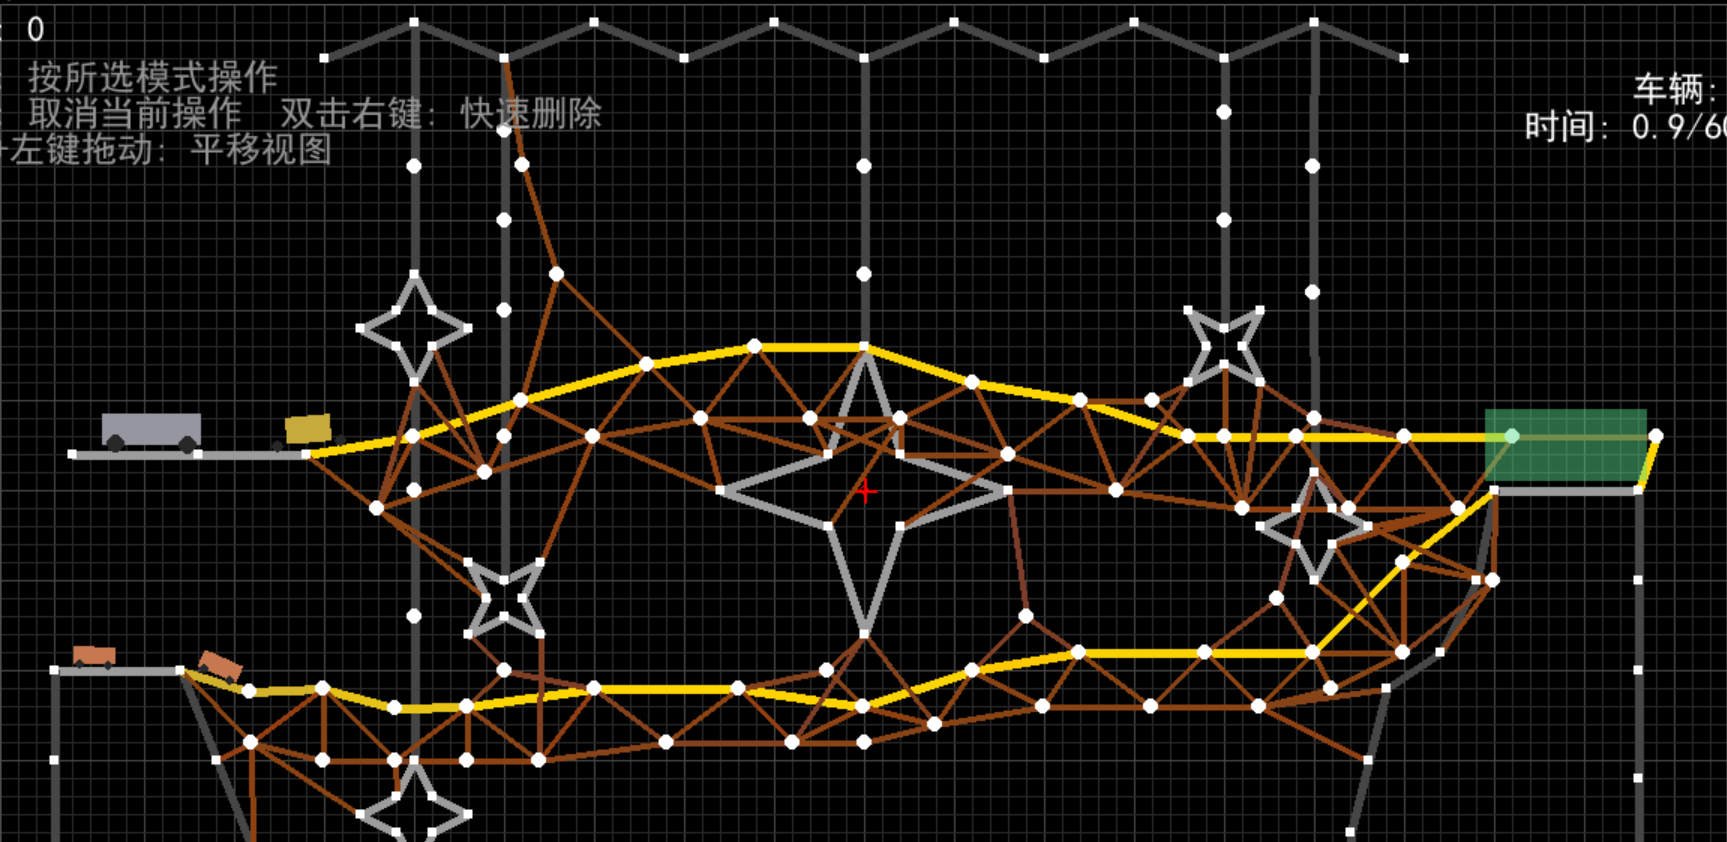 0
按所选模式操作
取消当前操作 双击右键: 快速删除
+左键拖动: 平移视图
车辆:
时间: 0.9/60